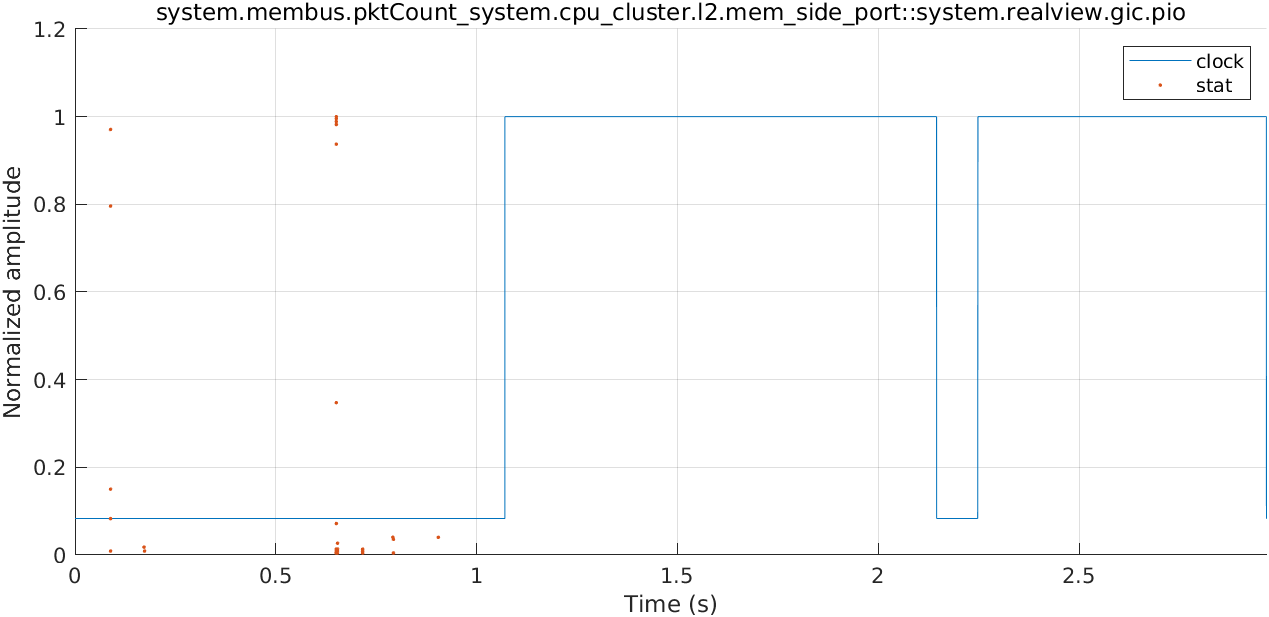 system.membus.pktCount_system.cpu_cluster.l2.mem_side_port::system.realview.gic.pio
1.2
clock
stat
1
0.8
0.6
0.4
0.2
0
Normalized amplitude
0
0.5
1
1.5
2
2.5
Time (s)